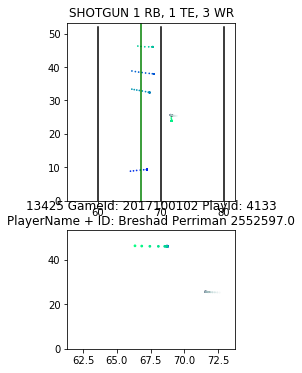 SHOTGUN 1 RB, 1 TE, 3 WR
50
40
30
20
10
0
60 70 80
13425 GameId: 2017100102 PlayId: 4133
PlayerName + ID: Breshad Perriman 2552597.0
40
20
0
62.5 65.0 67.5 70.0 72.5